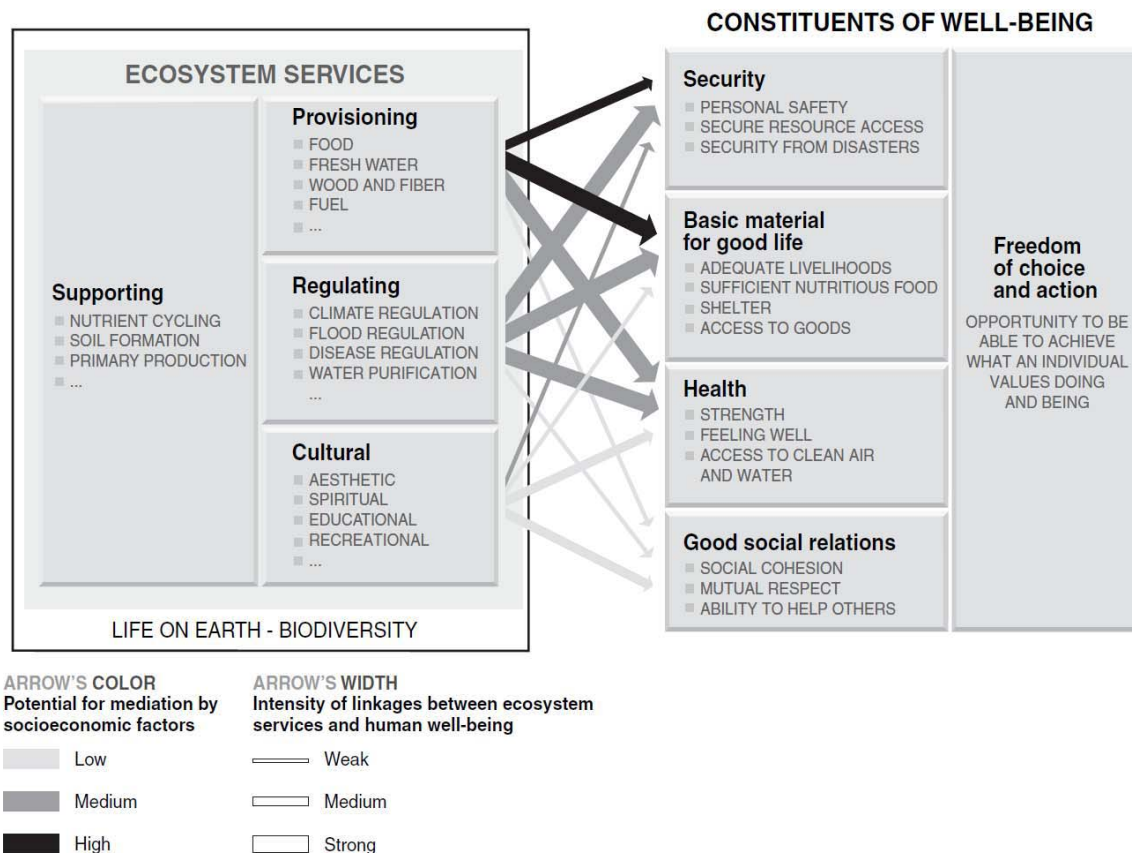 CONSTITUENTS OF WELL-BEING
ECOSYSTEM SERVICES
Supporting
NUTRIENT CYCLING
SOIL FORMATION
PRIMARY PRODUCTION
...
Provisioning
FOOD
FRESH WATER
WOOD AND FIBER
FUEL
...
Regulating
CLIMATE REGULATION
FLOOD REGULATION
DISEASE REGULATION
WATER PURIFICATION
...
Cultural
AESTHETIC
SPIRITUAL
EDUCATIONAL
RECREATIONAL
...
LIFE ON EARTH - BIODIVERSITY
Security
PERSONAL SAFETY
SECURE RESOURCE ACCESS
SECURITY FROM DISASTERS
Basic material
for good life
ADEQUATE LIVELIHOODS
SUFFICIENT NUTRITIOUS FOOD
SHELTER
ACCESS TO GOODS
Health
STRENGTH
FEELING WELL
ACCESS TO CLEAN AIR
AND WATER
Good social relations
SOCIAL COHESION
MUTUAL RESPECT
ABILITY TO HELP OTHERS
Freedom
of choice
and action
OPPORTUNITY TO BE
ABLE TO ACHIEVE
WHAT AN INDIVIDUAL
VALUES DOING
AND BEING
ARROW'S COLOR
Potential for mediation by
socioeconomic factors
Low
Medium
High
ARROW'S WIDTH
Intensity of linkages between ecosystem
services and human well-being
Weak
Medium
Strong